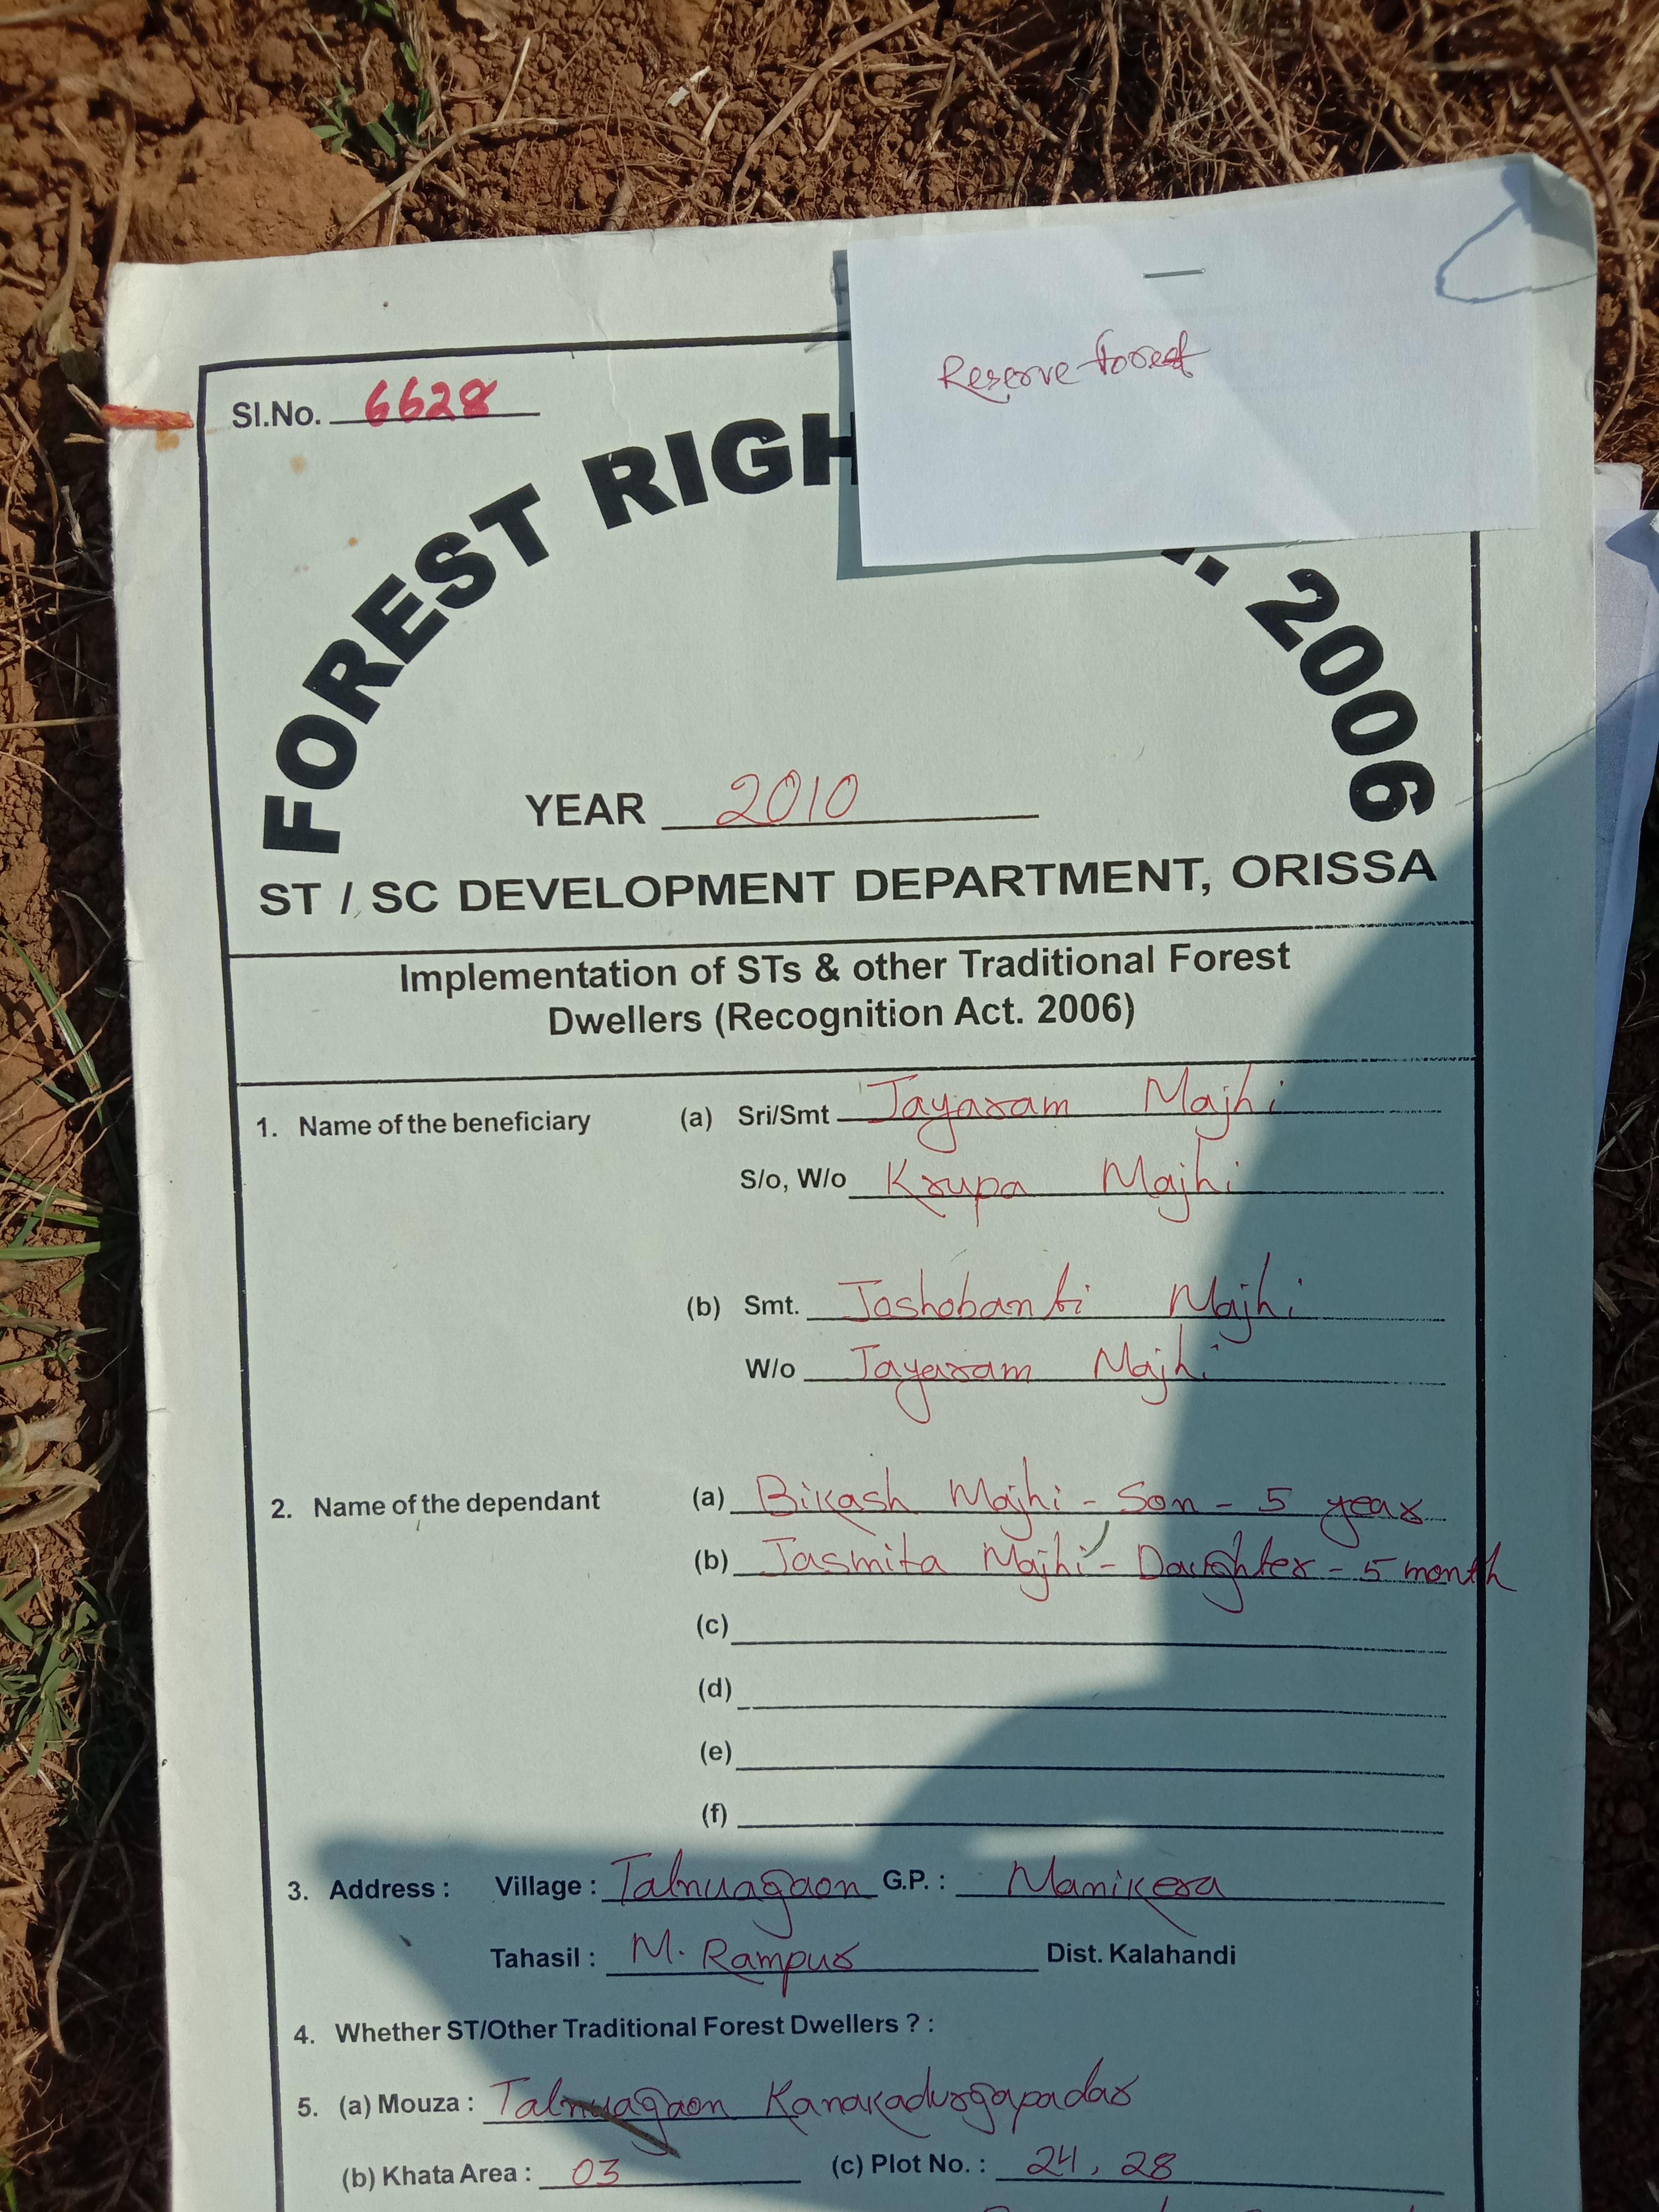 Reserve forest
Sl.No. 6628
FOREST RIGH . 2006
YEAR 2010
ST / SC DEVELOPMENT DEPARTMENT, ORISSA
Implementation of STs & other Traditional Forest
Dwellers (Recognition Act. 2006)
1. Name of the beneficiary (a) Sri/Smt Jayaram Majhi
S/o, W/o Krupa Majhi
(b) Smt. Joshobanti Majhi
W/o Jayaram Majhi
2. Name of the dependant (a) Bikash Majhi - Son - 5 year
(b) Jasmita Majhi - Daughter - 5 month
(c)
(d)
(e)
(f)
3. Address : Village : Talnuagaon G.P. : Manikera
Tahasil : M. Rampur Dist. Kalahandi
4. Whether ST/Other Traditional Forest Dwellers ? :
5. (a) Mouza : Talnuagaon Kanakadurgapadar
(b) Khata Area : 03 (c) Plot No. : 24, 28